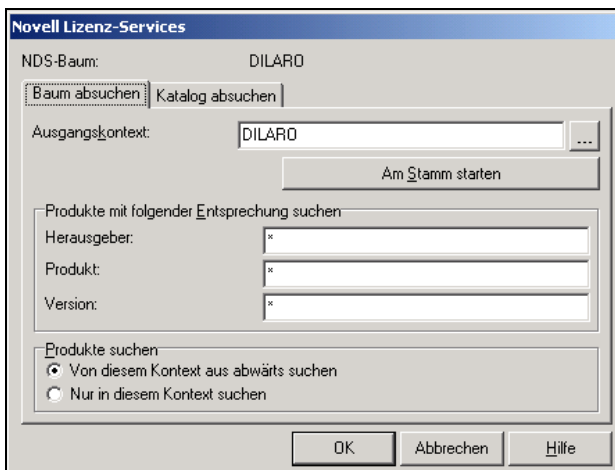 Novell Lizenz-Services
NDS-Baum: DILARO
Baum absuchen Katalog absuchen
Ausgangskontext: DILARO ...
Am Stamm starten
Produkte mit folgender Entsprechung suchen
Herausgeber: *
Produkt: *
Version: *
Produkte suchen
Von diesem Kontext aus abwärts suchen
Nur in diesem Kontext suchen
OK Abbrechen Hilfe